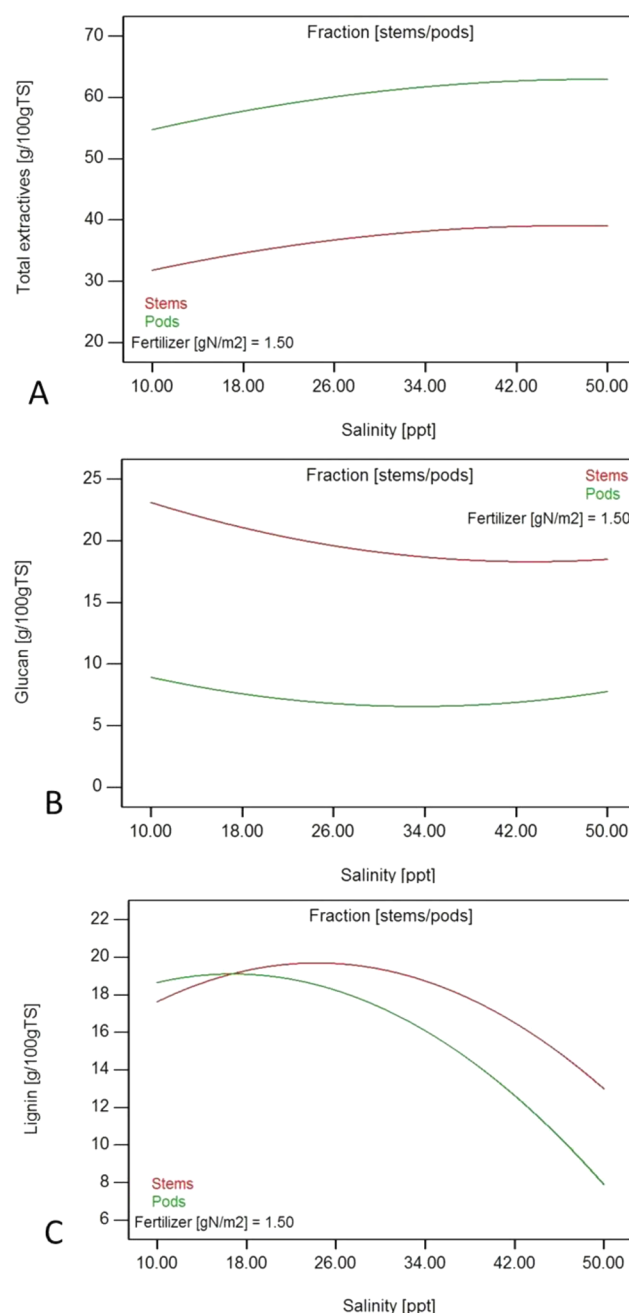 Fraction [stems/pods]
Total extractives [g/100gTS]
70
60
50
40
30
20
Stems
Pods
Fertilizer [gN/m2] = 1.50
10.00 18.00 26.00 34.00 42.00 50.00
A
Salinity [ppt]
Fraction [stems/pods]
Stems
Pods
Fertilizer [gN/m2] = 1.50
Glucan [g/100gTS]
25
20
15
10
5
0
B
10.00 18.00 26.00 34.00 42.00 50.00
Salinity [ppt]
Fraction [stems/pods]
Lignin [g/100gTS]
22
20
18
16
14
12
10
8
6
Stems
Pods
Fertilizer [gN/m2] = 1.50
C
10.00 18.00 26.00 34.00 42.00 50.00
Salinity [ppt]